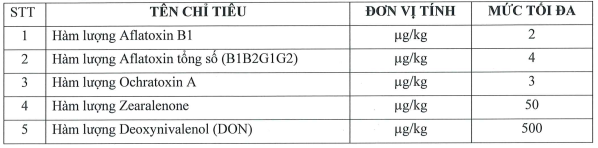 STT TÊN CHỈ TIÊU ĐƠN VỊ TÍNH MỨC TỐI ĐA
1 Hàm lượng Aflatoxin B1 µg/kg 2
2 Hàm lượng Aflatoxin tổng số (B1B2G1G2) µg/kg 4
3 Hàm lượng Ochratoxin A µg/kg 3
4 Hàm lượng Zearalenone µg/kg 50
5 Hàm lượng Deoxynivalenol (DON) µg/kg 500